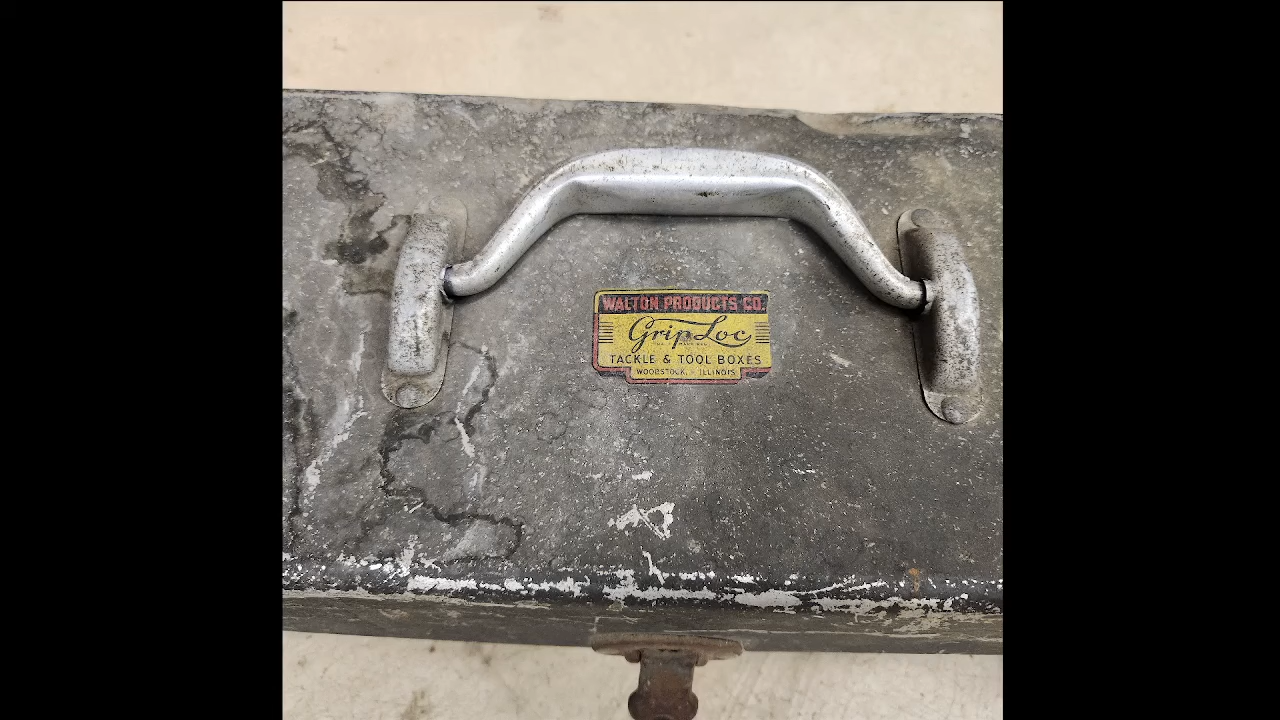 WALTON PRODUCTS CO.
Grip-Loc
TACKLE & TOOL BOXES
WOODSTOCK, - ILLINOIS